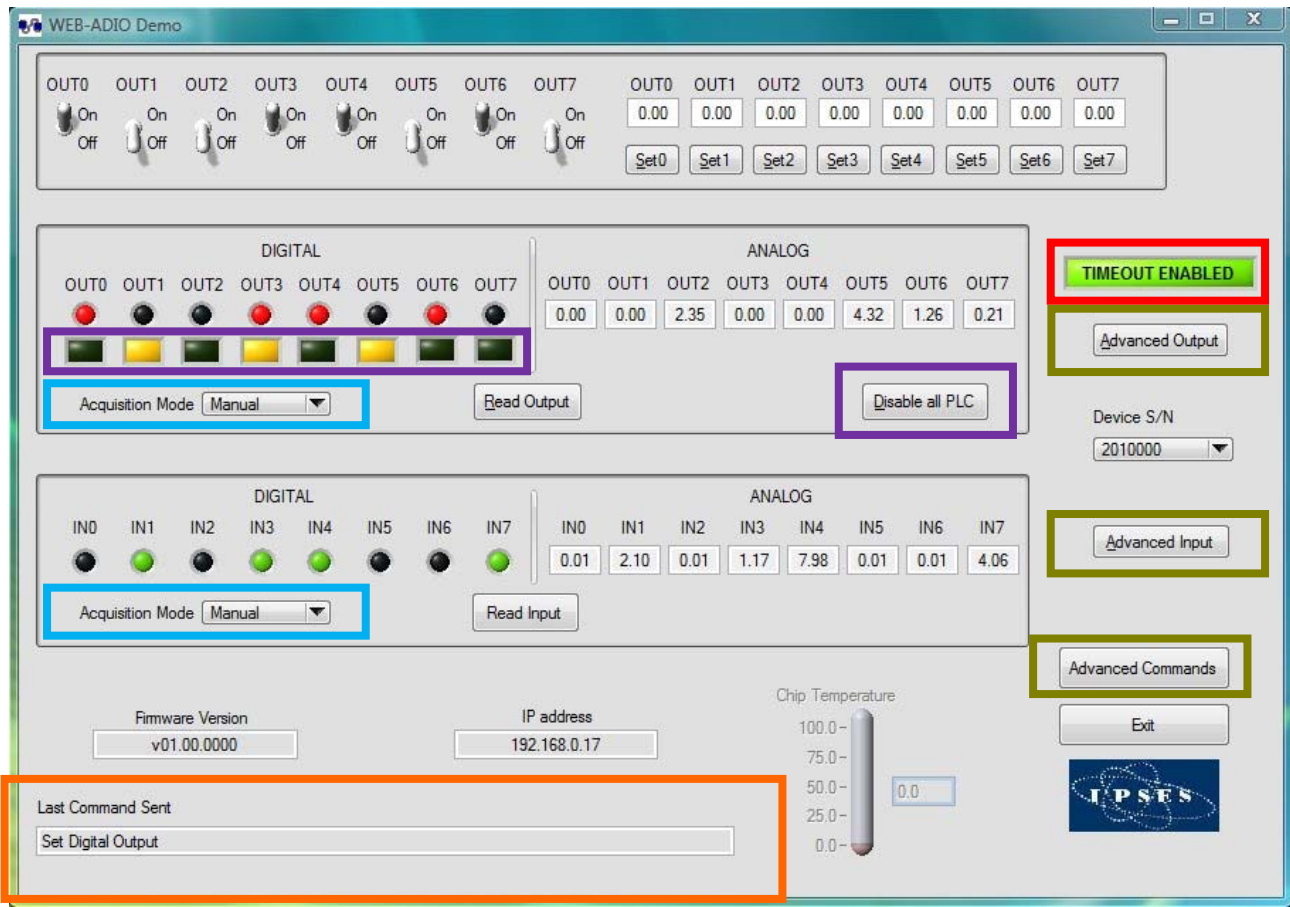 WEB-ADIO Demo
OUT0 OUT1 OUT2 OUT3 OUT4 OUT5 OUT6 OUT7
On On On On On On On On
Off Off Off Off Off Off Off Off
OUT0 OUT1 OUT2 OUT3 OUT4 OUT5 OUT6 OUT7
0.00 0.00 0.00 0.00 0.00 0.00 0.00 0.00
Set0 Set1 Set2 Set3 Set4 Set5 Set6 Set7
DIGITAL
OUT0 OUT1 OUT2 OUT3 OUT4 OUT5 OUT6 OUT7
Acquisition Mode Manual
Read Output
ANALOG
OUT0 OUT1 OUT2 OUT3 OUT4 OUT5 OUT6 OUT7
0.00 0.00 2.35 0.00 0.00 4.32 1.26 0.21
Disable all PLC
TIMEOUT ENABLED
Advanced Output
Device S/N
2010000
DIGITAL
IN0 IN1 IN2 IN3 IN4 IN5 IN6 IN7
Acquisition Mode Manual
Read Input
ANALOG
IN0 IN1 IN2 IN3 IN4 IN5 IN6 IN7
0.01 2.10 0.01 1.17 7.98 0.01 0.01 4.06
Advanced Input
Advanced Commands
Exit
IPSES
Firmware Version
v01.00.0000
IP address
192.168.0.17
Chip Temperature
100.0
75.0
50.0
25.0
0.0
0.0
Last Command Sent
Set Digital Output